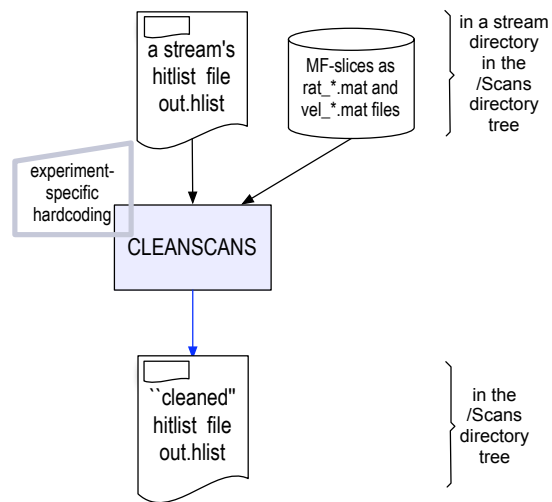 a stream's
hitlist file
out.hlist
MF-slices as
rat_*.mat and
vel_*.mat files
in a stream
directory
in the
/Scans
directory
tree
experiment-
specific
hardcoding
CLEANSCANS
``cleaned"
hitlist file
out.hlist
in the
/Scans
directory
tree